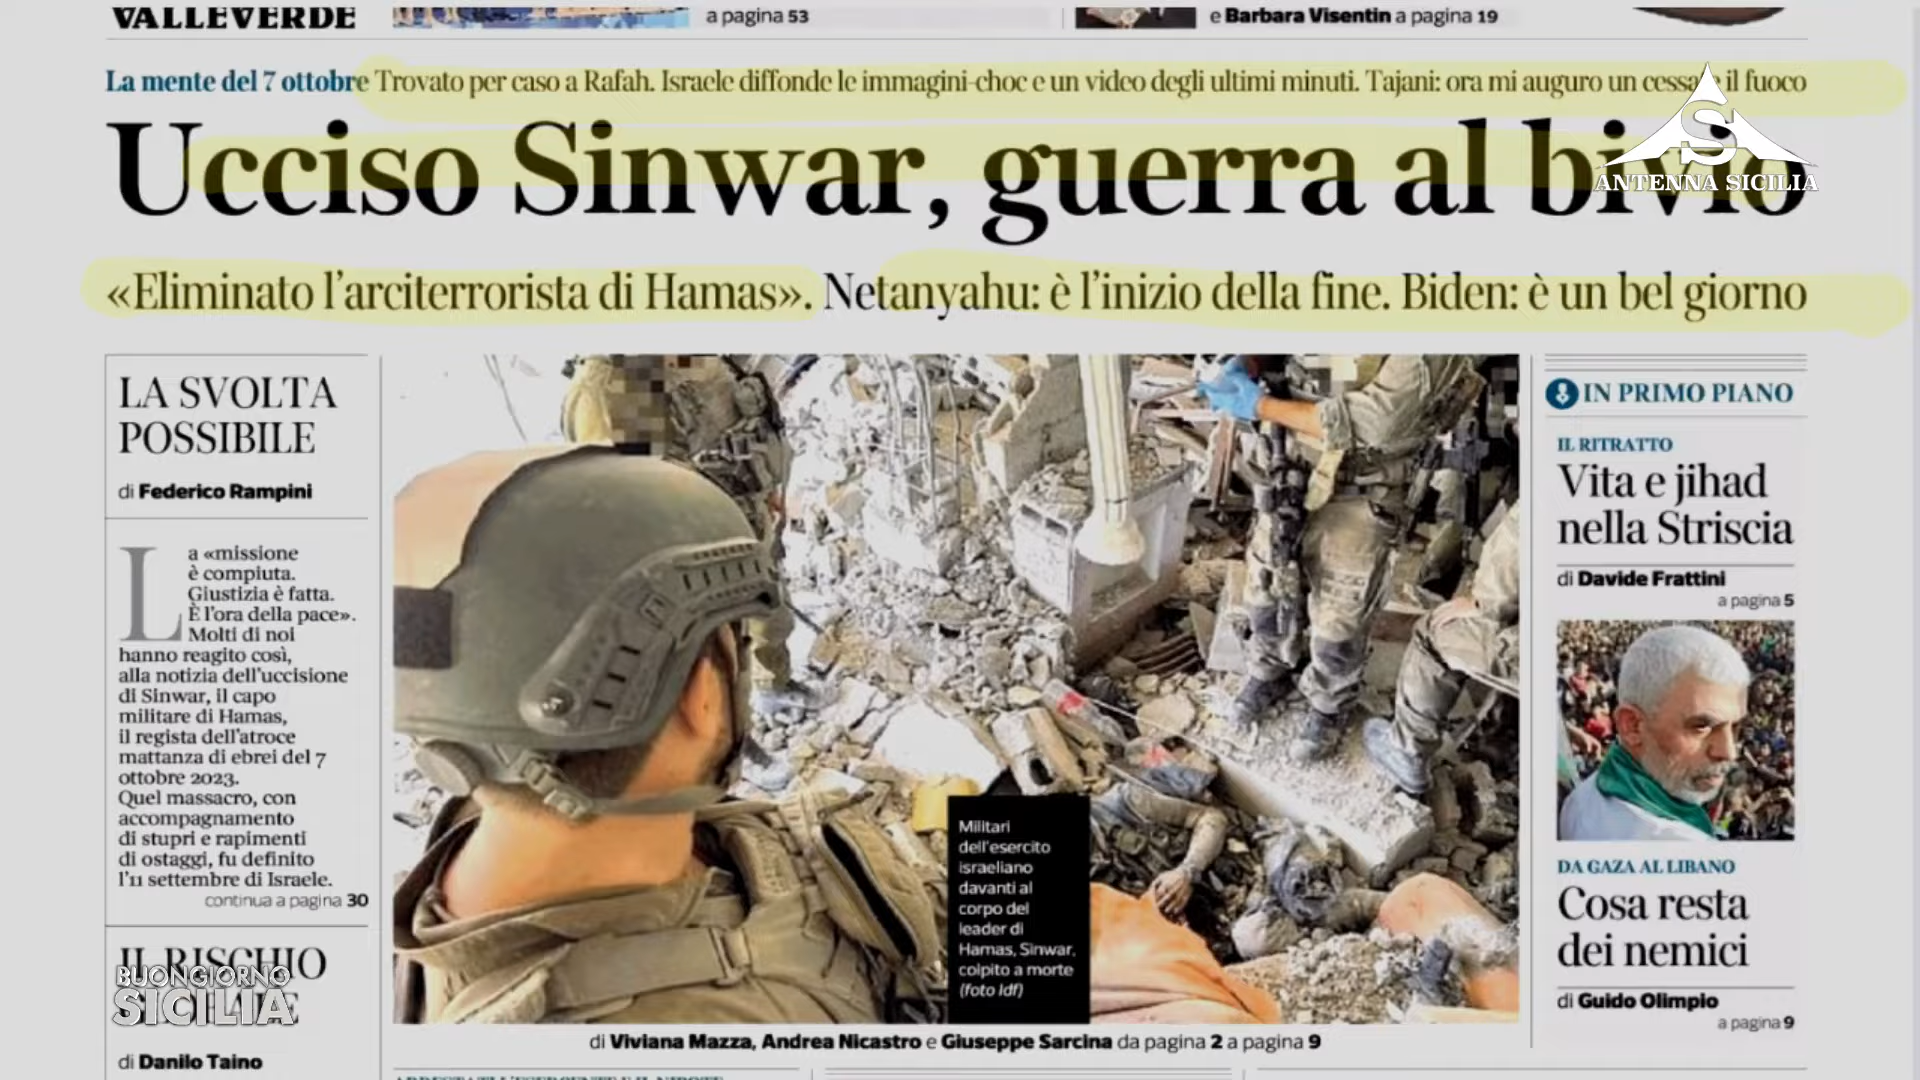 VALLEVERDE
a pagina 53
e Barbara Visentin a pagina 19
La mente del 7 ottobre Trovato per caso a Rafah. Israele diffonde le immagini-choc e un video degli ultimi minuti. Tajani: ora mi auguro un cessate il fuoco
Ucciso Sinwar, guerra al bivio
S
ANTENNA SICILIA
«Eliminato l'arciterrorista di Hamas». Netanyahu: è l'inizio della fine. Biden: è un bel giorno
LA SVOLTA
POSSIBILE
di Federico Rampini
La «missione
è compiuta.
Giustizia è fatta.
È l'ora della pace».
Molti di noi
hanno reagito così,
alla notizia dell'uccisione
di Sinwar, il capo
militare di Hamas,
il regista dell'atroce
mattanza di ebrei del 7
ottobre 2023.
Quel massacro, con
accompagnamento
di stupri e rapimenti
di ostaggi, fu definito
l'11 settembre di Israele.
continua a pagina 30
IL RISCHIO
BUONGIORNO
SICILIA
di Danilo Taino
Militari
dell'esercito
israeliano
davanti al
corpo del
leader di
Hamas, Sinwar,
colpito a morte
(foto Idf)
di Viviana Mazza, Andrea Nicastro e Giuseppe Sarcina da pagina 2 a pagina 9
IN PRIMO PIANO
IL RITRATTO
Vita e jihad
nella Striscia
di Davide Frattini
a pagina 5
DA GAZA AL LIBANO
Cosa resta
dei nemici
di Guido Olimpio
a pagina 9